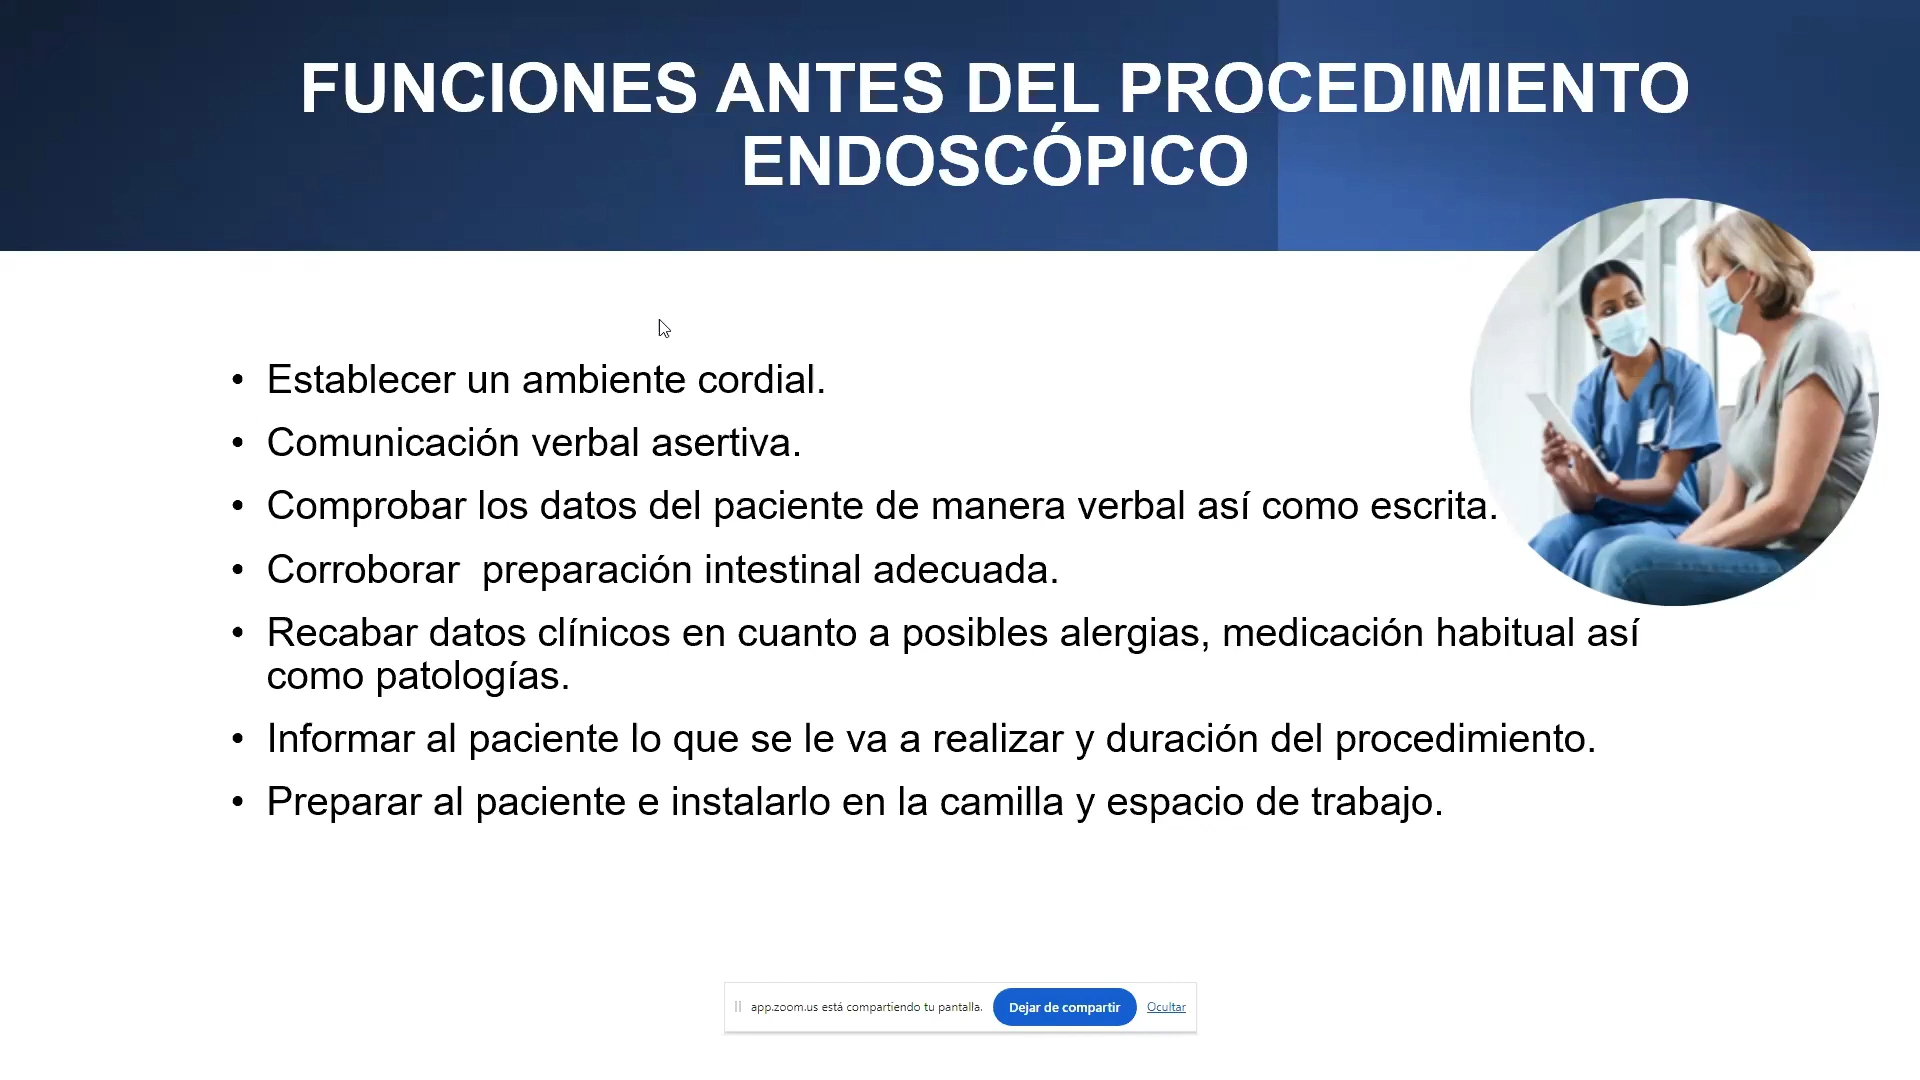 FUNCIONES ANTES DEL PROCEDIMIENTO
ENDOSCÓPICO
• Establecer un ambiente cordial.
• Comunicación verbal asertiva.
• Comprobar los datos del paciente de manera verbal así como escrita.
• Corroborar  preparación intestinal adecuada.
• Recabar datos clínicos en cuanto a posibles alergias, medicación habitual así
como patologías.
• Informar al paciente lo que se le va a realizar y duración del procedimiento.
• Preparar al paciente e instalarlo en la camilla y espacio de trabajo.
app.zoom.us está compartiendo tu pantalla. Dejar de compartir Ocultar